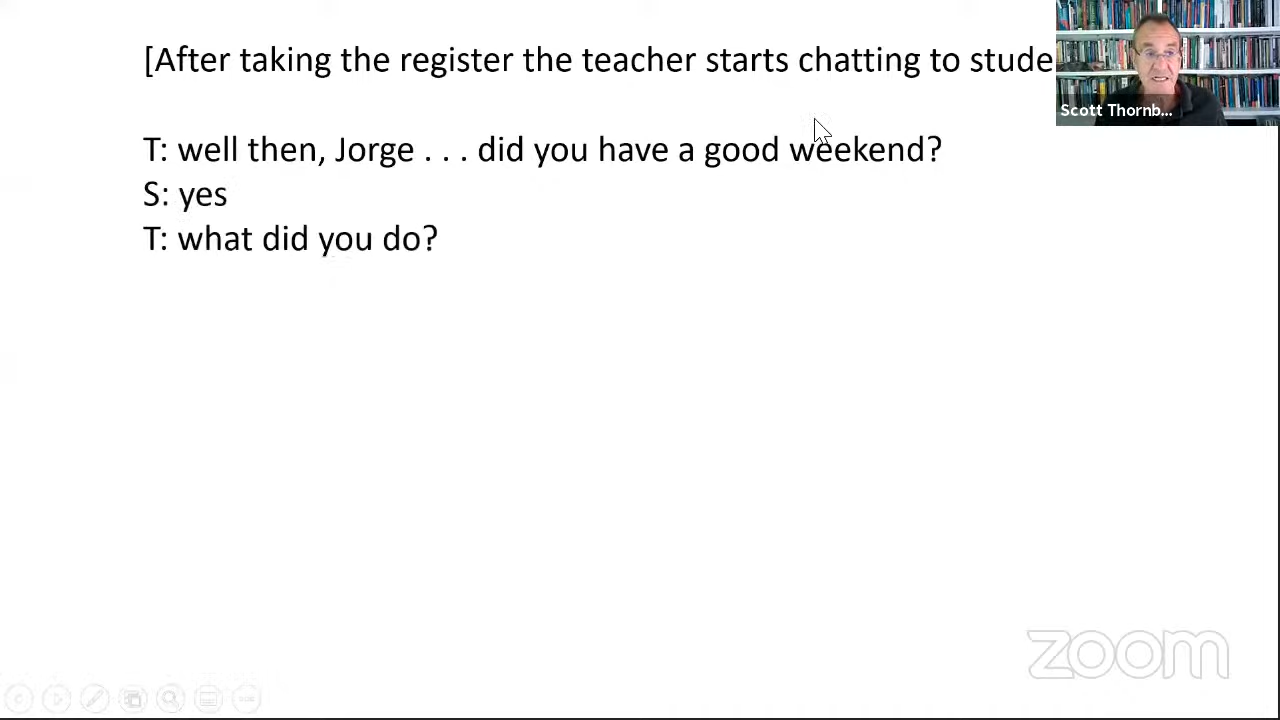 [After taking the register the teacher starts chatting to stude
Scott Thornb...
T: well then, Jorge . . . did you have a good weekend?
S: yes
T: what did you do?
zoom